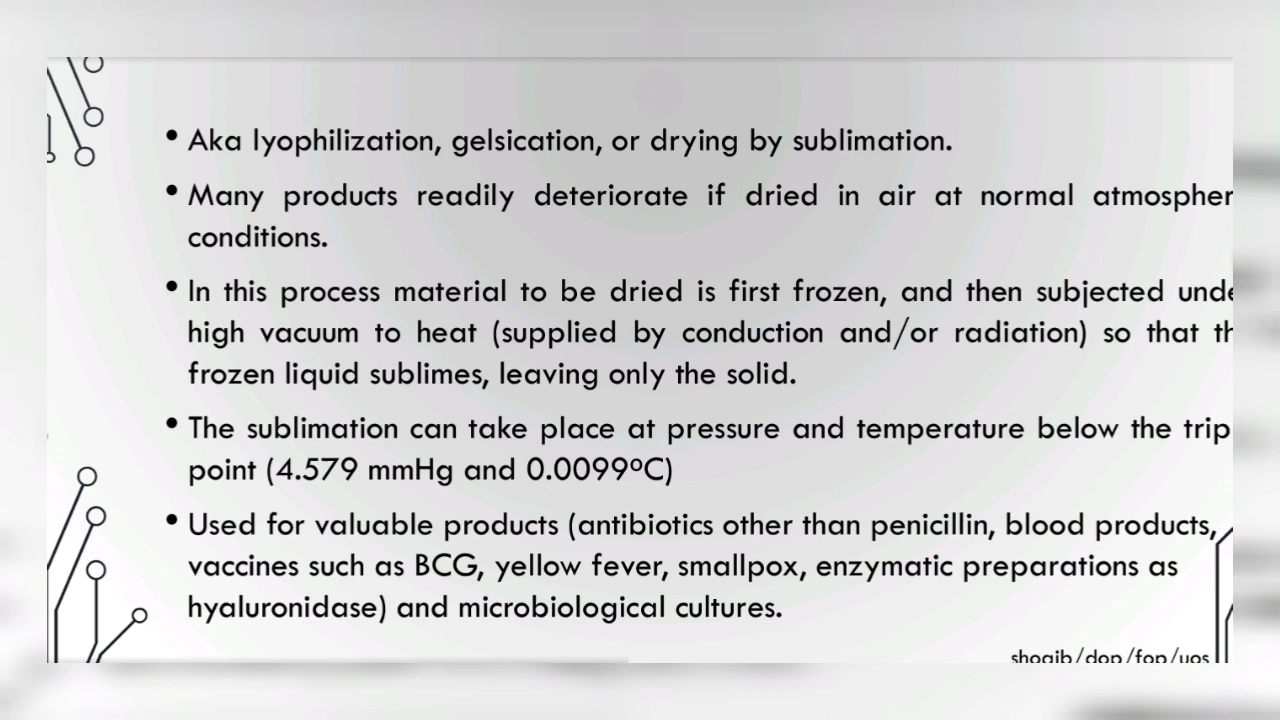 • Aka lyophilization, gelsication, or drying by sublimation.
• Many products readily deteriorate if dried in air at normal atmospher
conditions.
• In this process material to be dried is first frozen, and then subjected unde
high vacuum to heat (supplied by conduction and/or radiation) so that th
frozen liquid sublimes, leaving only the solid.
• The sublimation can take place at pressure and temperature below the trip
point (4.579 mmHg and 0.0099ºC)
• Used for valuable products (antibiotics other than penicillin, blood products,
vaccines such as BCG, yellow fever, smallpox, enzymatic preparations as
hyaluronidase) and microbiological cultures.
shoaib/dop/fop/uos